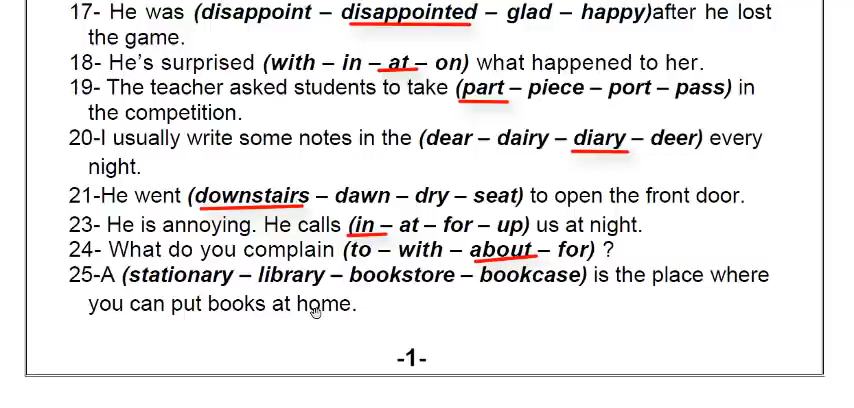 17- He was (disappoint – disappointed – glad – happy)after he lost
the game.
18- He’s surprised (with – in – at – on) what happened to her.
19- The teacher asked students to take (part – piece – port – pass) in
the competition.
20-I usually write some notes in the (dear – dairy – diary – deer) every
night.
21-He went (downstairs – dawn – dry – seat) to open the front door.
23- He is annoying. He calls (in – at – for – up) us at night.
24- What do you complain (to – with – about – for) ?
25-A (stationary – library – bookstore – bookcase) is the place where
you can put books at home.
-1-